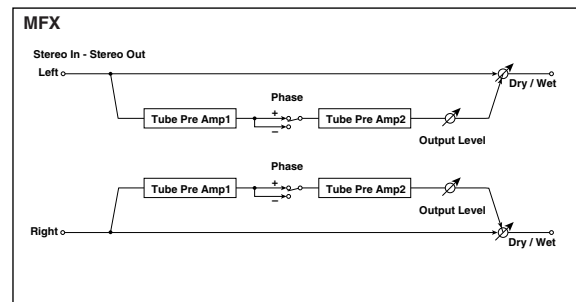 MFX
Stereo In - Stereo Out
Left
Dry / Wet
Phase
Tube Pre Amp1
+
–
Tube Pre Amp2
Output Level
Phase
Tube Pre Amp1
+
–
Tube Pre Amp2
Output Level
Right
Dry / Wet